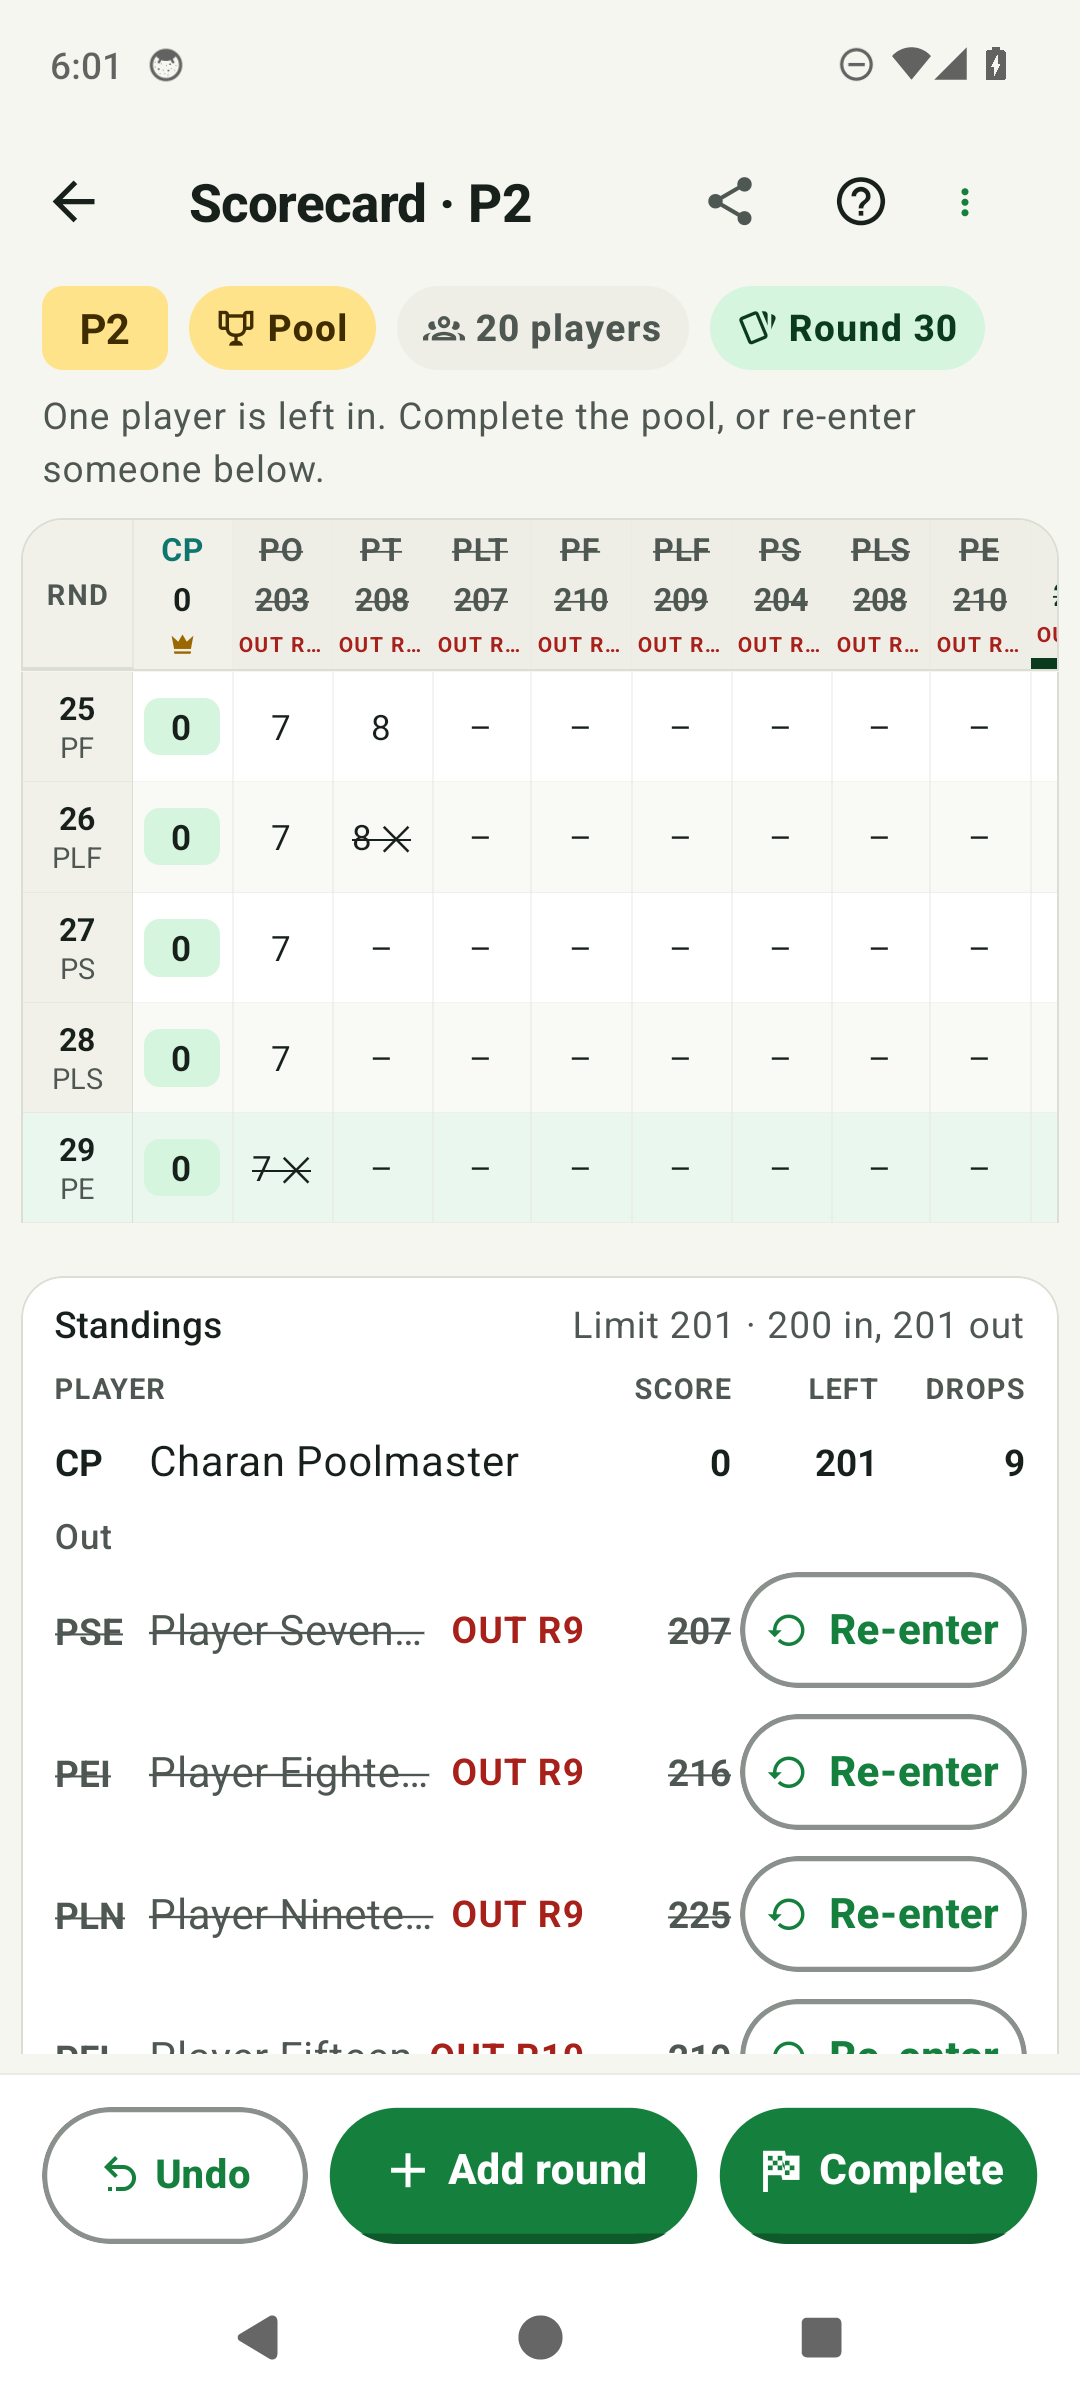 6:01
Scorecard · P2
P2
Pool
20 players
Round 30
One player is left in. Complete the pool, or re-enter
someone below.
RND CP PO PT PLT PF PLF PS PLS PE
0 203 208 207 210 209 204 208 210
OUT R… OUT R… OUT R… OUT R… OUT R… OUT R… OUT R… OUT R…
25 PF 0 7 8 – – – – – –
26 PLF 0 7 8 × – – – – – –
27 PS 0 7 – – – – – – –
28 PLS 0 7 – – – – – – –
29 PE 0 7 × – – – – – – –
Standings Limit 201 · 200 in, 201 out
PLAYER SCORE LEFT DROPS
CP Charan Poolmaster 0 201 9
Out
PSE Player Seven… OUT R9 207 Re-enter
PEI Player Eighte… OUT R9 216 Re-enter
PLN Player Ninete… OUT R9 225 Re-enter
Player Fifteen OUT R10 Re-enter
Undo
Add round
Complete